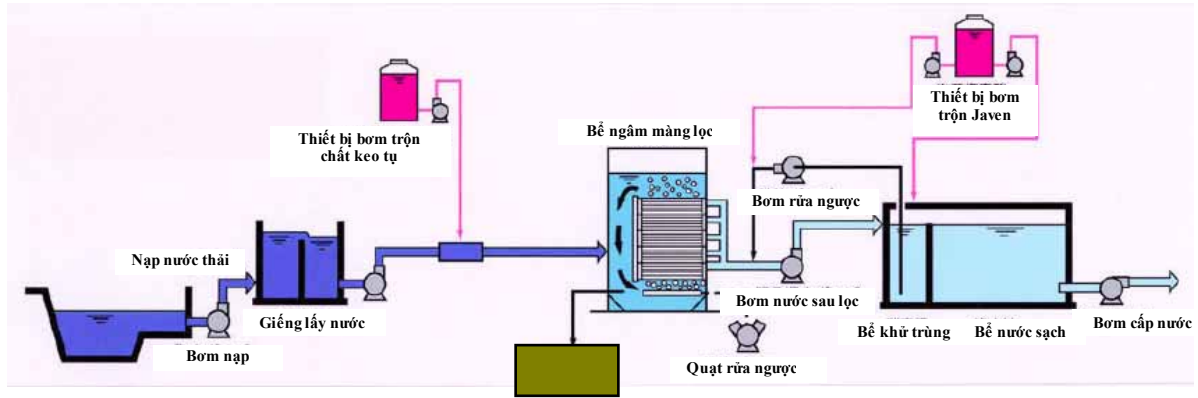 Thiết bị bơm trộn
chất keo tụ
Bể ngâm màng lọc
Thiết bị bơm
trộn Javen
Bơm rửa ngược
Nạp nước thải
Giếng lấy nước
Bơm nạp
Bơm nước sau lọc
Quạt rửa ngược
Bể khử trùng
Bể nước sạch
Bơm cấp nước